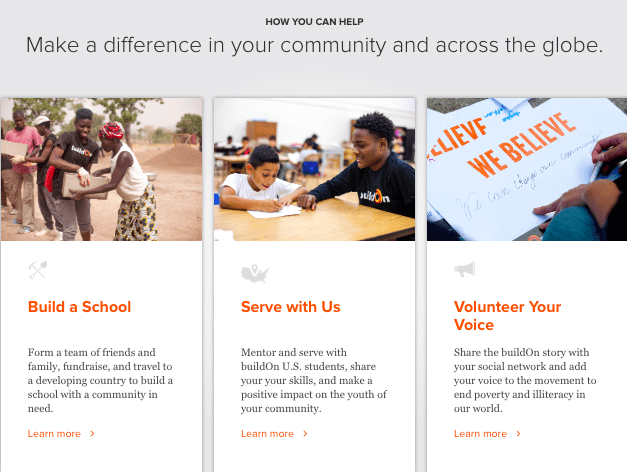 HOW YOU CAN HELP
Make a difference in your community and across the globe.
buildOn
buildOn
ELIEVE
WE BELIEVE
We can change our community
Build a School
Serve with Us
Volunteer Your
Voice
Form a team of friends and
family, fundraise, and travel to
a developing country to build a
school with a community in
need.
Mentor and serve with
buildOn U.S. students, share
your your skills, and make a
positive impact on the youth of
your community.
Share the buildOn story with
your social network and add
your voice to the movement to
end poverty and illiteracy in
our world.
Learn more
Learn more
Learn more